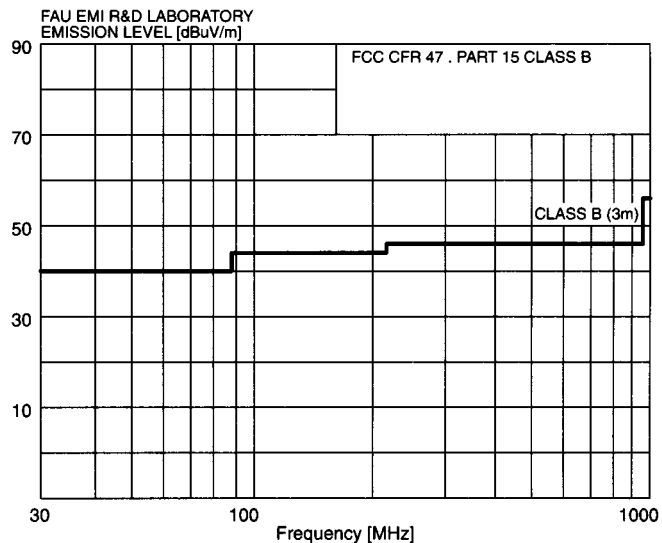 FAU EMI R&D LABORATORY
EMISSION LEVEL [dBuV/m]
90
FCC CFR 47 . PART 15 CLASS B
70
50
CLASS B (3m)
30
10
30
100
1000
Frequency [MHz]